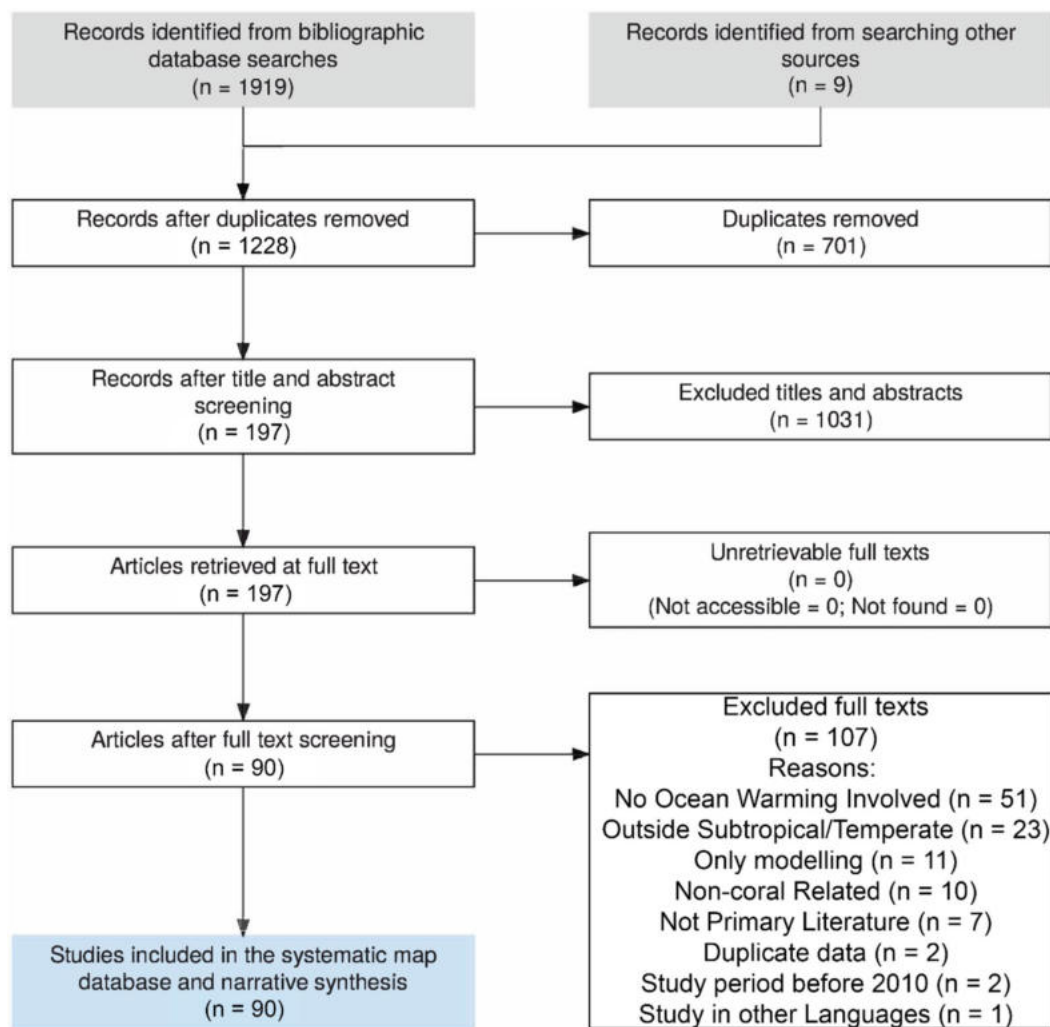 Records identified from bibliographic
database searches
(n = 1919)
Records identified from searching other
sources
(n = 9)
Records after duplicates removed
(n = 1228)
Duplicates removed
(n = 701)
Records after title and abstract
screening
(n = 197)
Excluded titles and abstracts
(n = 1031)
Articles retrieved at full text
(n = 197)
Unretrievable full texts
(n = 0)
(Not accessible = 0; Not found = 0)
Articles after full text screening
(n = 90)
Excluded full texts
(n = 107)
Reasons:
No Ocean Warming Involved (n = 51)
Outside Subtropical/Temperate (n = 23)
Only modelling (n = 11)
Non-coral Related (n = 10)
Not Primary Literature (n = 7)
Duplicate data (n = 2)
Study period before 2010 (n = 2)
Study in other Languages (n = 1)
Studies included in the systematic map
database and narrative synthesis
(n = 90)